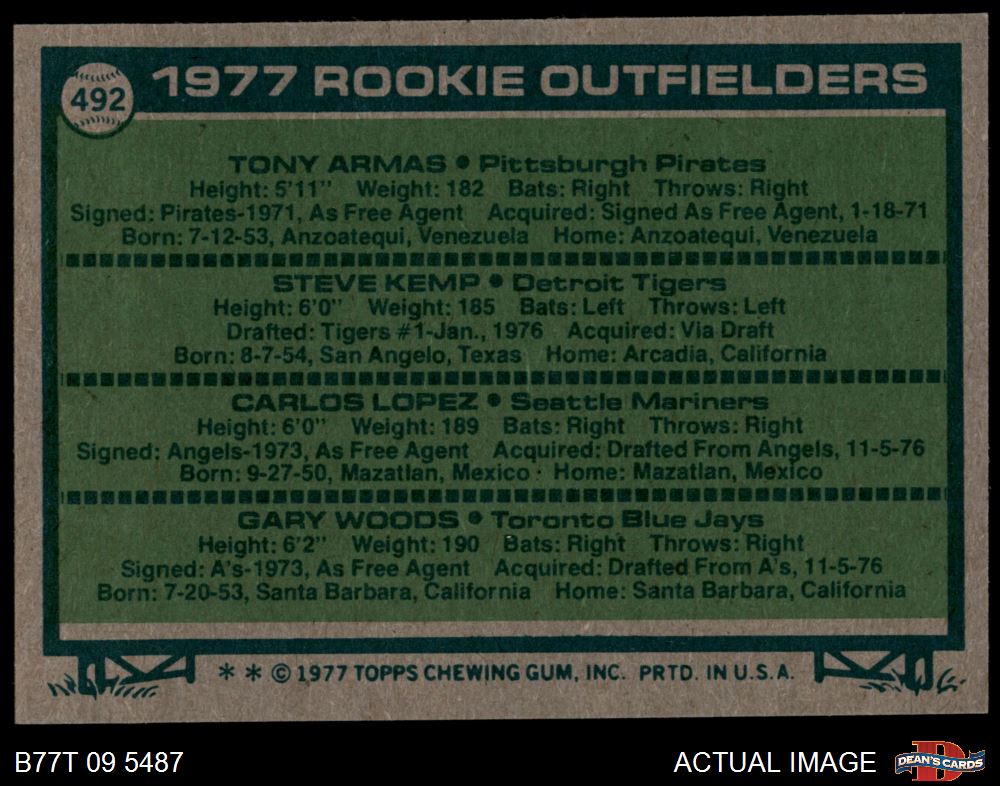 492 1977 ROOKIE OUTFIELDERS
TONY ARMAS • Pittsburgh Pirates
Height: 5'11" Weight: 182 Bats: Right Throws: Right
Signed: Pirates-1971, As Free Agent Acquired: Signed As Free Agent, 1-18-71
Born: 7-12-53, Anzoatequi, Venezuela Home: Anzoatequi, Venezuela
STEVE KEMP • Detroit Tigers
Height: 6'0" Weight: 185 Bats: Left Throws: Left
Drafted: Tigers #1-Jan., 1976 Acquired: Via Draft
Born: 8-7-54, San Angelo, Texas Home: Arcadia, California
CARLOS LOPEZ • Seattle Mariners
Height: 6'0" Weight: 189 Bats: Right Throws: Right
Signed: Angels-1973, As Free Agent Acquired: Drafted From Angels, 11-5-76
Born: 9-27-50, Mazatlan, Mexico Home: Mazatlan, Mexico
GARY WOODS • Toronto Blue Jays
Height: 6'2" Weight: 190 Bats: Right Throws: Right
Signed: A's-1973, As Free Agent Acquired: Drafted From A's, 11-5-76
Born: 7-20-53, Santa Barbara, California Home: Santa Barbara, California
* * © 1977 TOPPS CHEWING GUM, INC. PRTD. IN U.S.A.
B77T 09 5487 ACTUAL IMAGE D DEAN'S CARDS